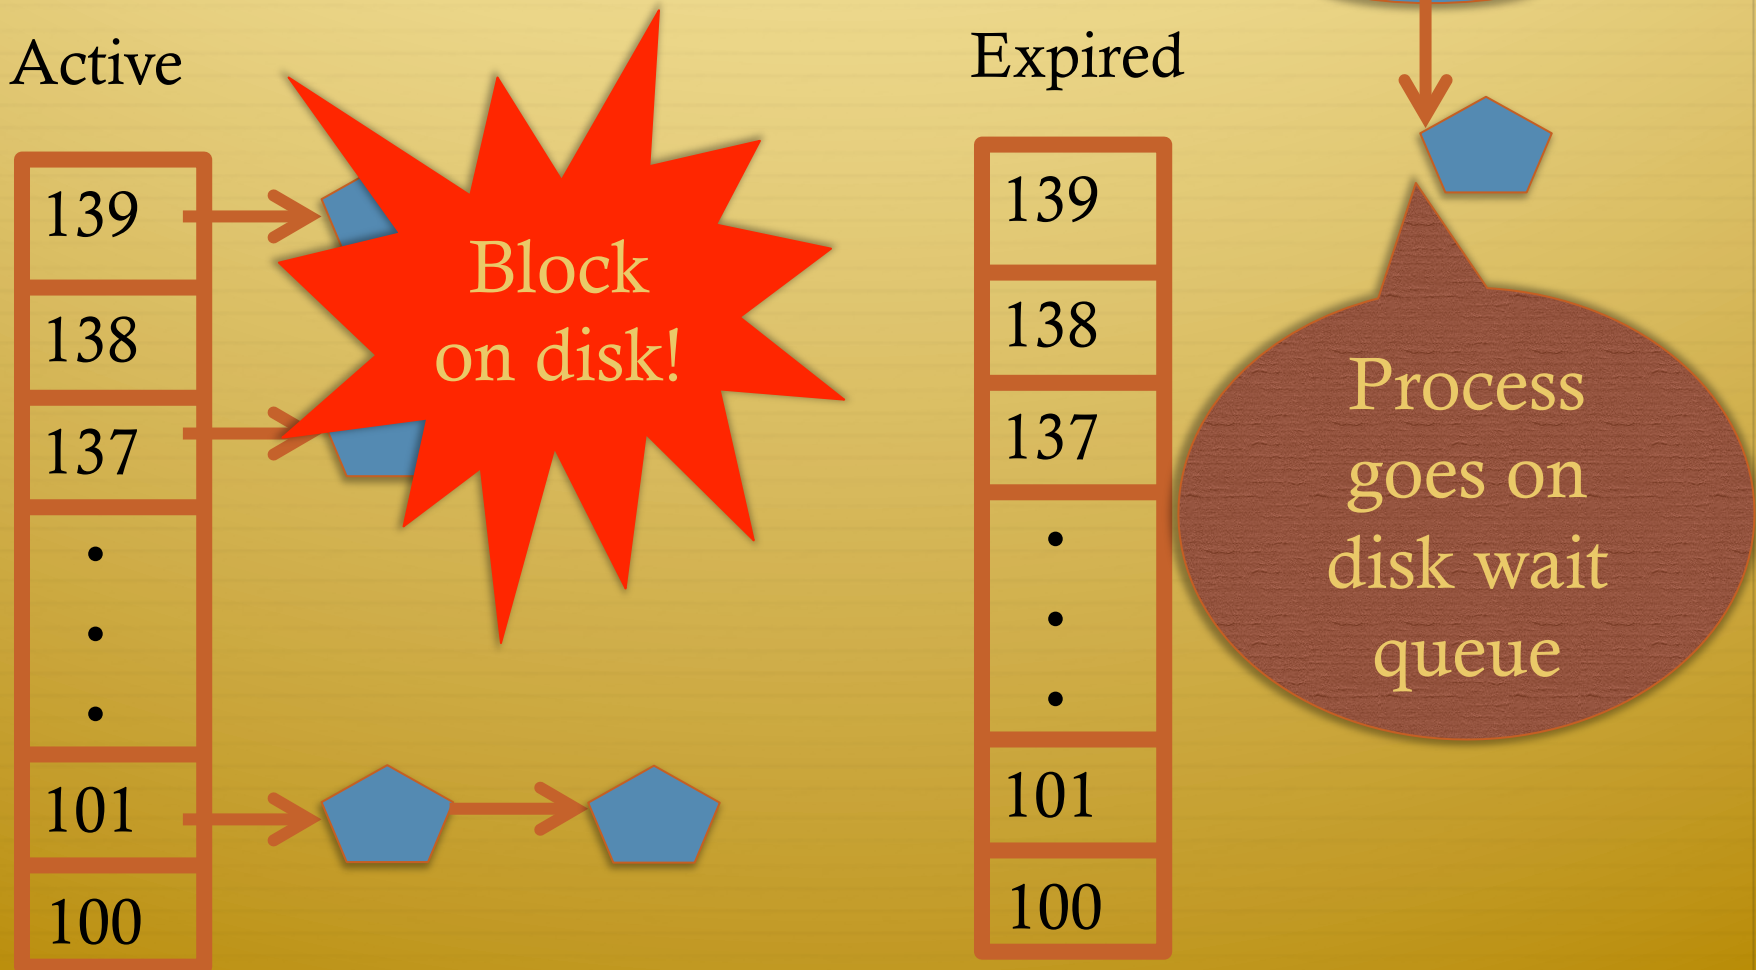 Active
139
138
137
•
•
•
101
100
Block
on disk!
Expired
139
138
137
•
•
•
101
100
Process
goes on
disk wait
queue